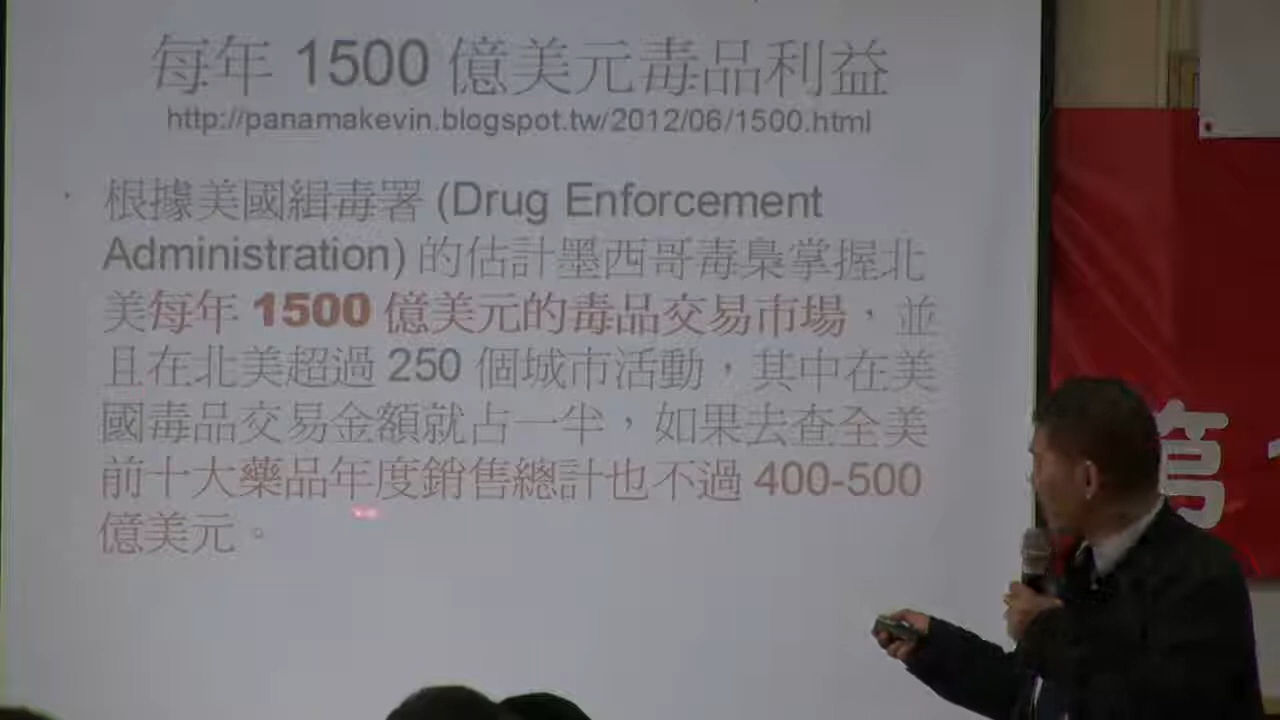 每年 1500 億美元毒品利益
http://panamakevin.blogspot.tw/2012/06/1500.html
根據美國緝毒署 (Drug Enforcement
Administration) 的估計墨西哥毒梟掌握北
美每年 1500 億美元的毒品交易市場，並
且在北美超過 250 個城市活動，其中在美
國毒品交易金額就占一半，如果去查全美
前十大藥品年度銷售總計也不過 400-500
億美元。
第